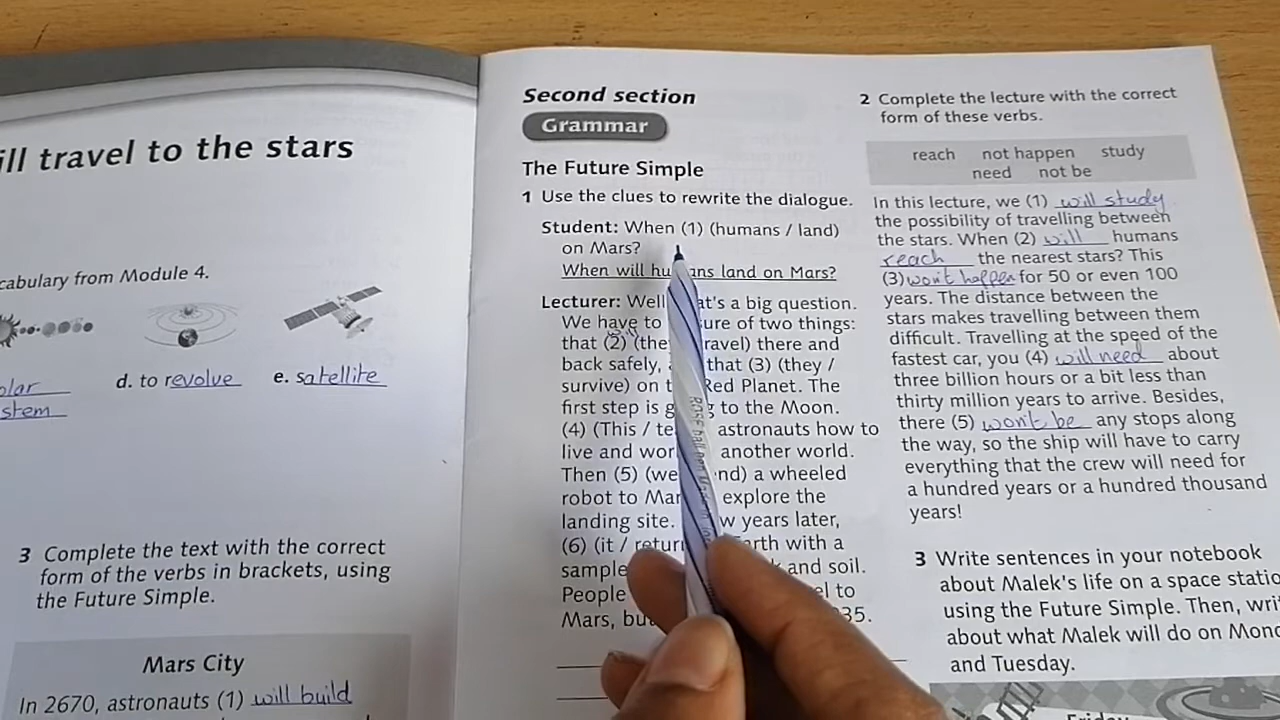 ill travel to the stars
cabulary from Module 4.
olar
stem
d. to revolve
e. satellite
3 Complete the text with the correct
form of the verbs in brackets, using
the Future Simple.
Mars City
In 2670, astronauts (1) will build
Second section
Grammar
The Future Simple
1 Use the clues to rewrite the dialogue.
Student: When (1) (humans / land)
on Mars?
When will hu ans land on Mars?
Lecturer: Well at's a big question.
We have to ure of two things:
that (2) (they ravel) there and
back safely, that (3) (they /
survive) on t Red Planet. The
first step is g g to the Moon.
(4) (This / te astronauts how to
live and wor another world.
Then (5) (we nd) a wheeled
robot to Mar explore the
landing site. w years later,
(6) (it / return arth with a
sample and soil.
People el to
Mars, bu 35.
2 Complete the lecture with the correct
form of these verbs.
reach not happen study
need not be
In this lecture, we (1) will study
the possibility of travelling between
the stars. When (2) will humans
reach the nearest stars? This
(3) won't happen for 50 or even 100
years. The distance between the
stars makes travelling between them
difficult. Travelling at the speed of the
fastest car, you (4) will need about
three billion hours or a bit less than
thirty million years to arrive. Besides,
there (5) won't be any stops along
the way, so the ship will have to carry
everything that the crew will need for
a hundred years or a hundred thousand
years!
3 Write sentences in your notebook
about Malek's life on a space statio
using the Future Simple. Then, writ
about what Malek will do on Mond
and Tuesday.
Friday